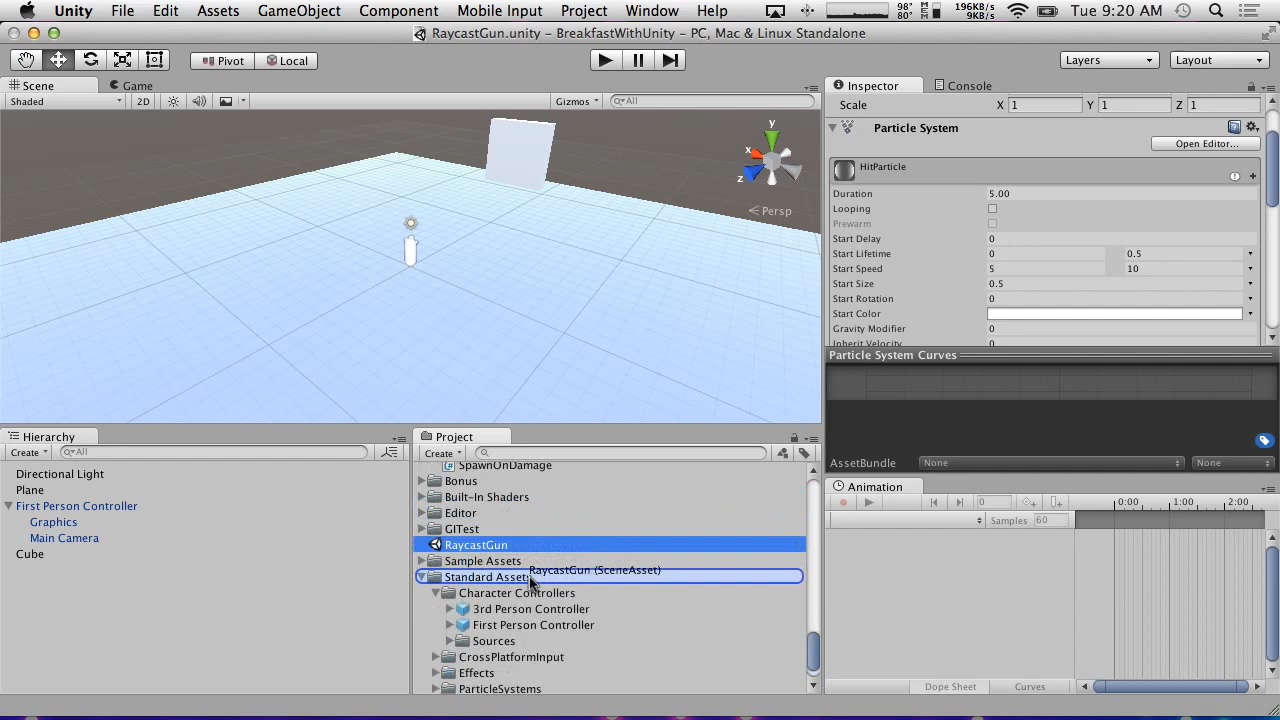 Unity File Edit Assets GameObject Component Mobile Input Project Window Help 98° 80° MEM 196KB/s 9KB/s Tue 9:20 AM
RaycastGun.unity – BreakfastWithUnity – PC, Mac & Linux Standalone
Pivot Local Layers Layout
Scene Game
Shaded 2D Gizmos All
y
x
z
Persp
Inspector Console
Scale X 1 Y 1 Z 1
Particle System
Open Editor...
HitParticle
Duration 5.00
Looping
Prewarm
Start Delay 0
Start Lifetime 0 0.5
Start Speed 5 10
Start Size 0.5
Start Rotation 0
Start Color
Gravity Modifier 0
Inherit Velocity 0
Particle System Curves
AssetBundle None None
Hierarchy
Create All
Directional Light
Plane
First Person Controller
Graphics
Main Camera
Cube
Project
Create
SpawnOnDamage
Bonus
Built-In Shaders
Editor
GITest
RaycastGun
Sample Assets
RaycastGun (SceneAsset)
Standard Assets
Character Controllers
3rd Person Controller
First Person Controller
Sources
CrossPlatformInput
Effects
ParticleSystems
Animation
0 0:00 1:00 2:00
Samples 60
Dope Sheet Curves